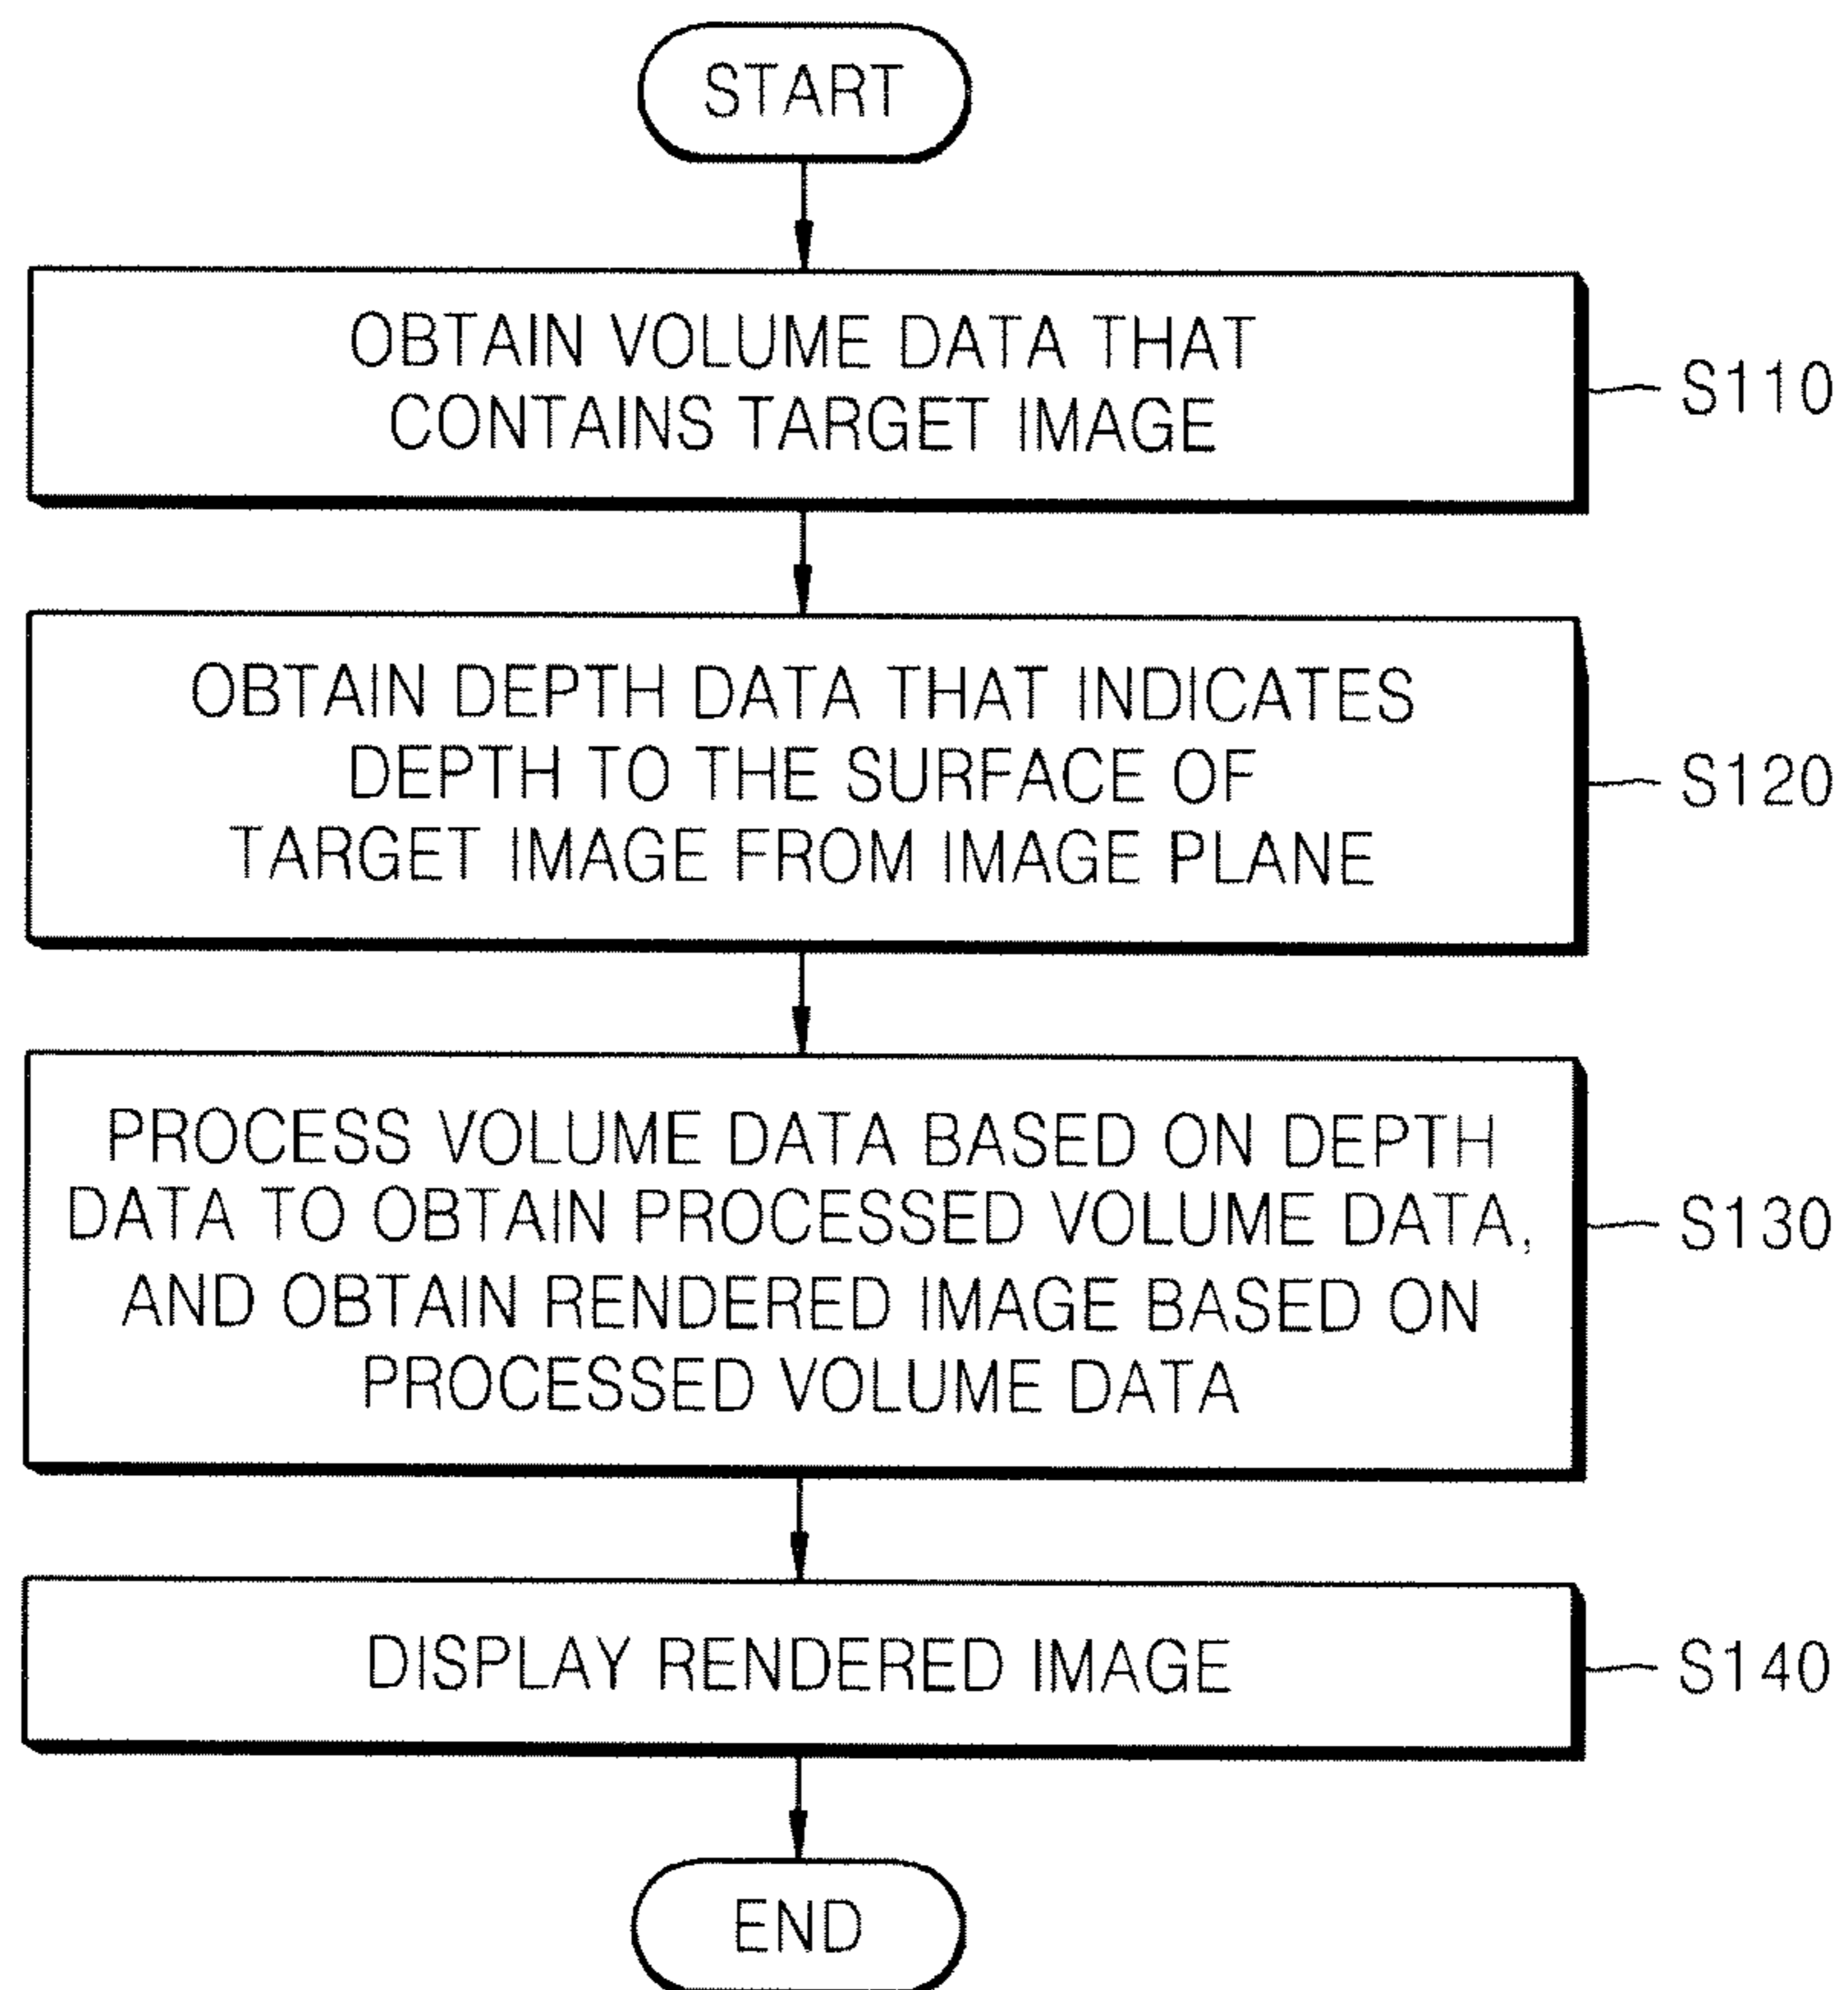 START
OBTAIN VOLUME DATA THAT
CONTAINS TARGET IMAGE
S110
OBTAIN DEPTH DATA THAT INDICATES
DEPTH TO THE SURFACE OF
TARGET IMAGE FROM IMAGE PLANE
S120
PROCESS VOLUME DATA BASED ON DEPTH
DATA TO OBTAIN PROCESSED VOLUME DATA,
AND OBTAIN RENDERED IMAGE BASED ON
PROCESSED VOLUME DATA
S130
DISPLAY RENDERED IMAGE
S140
END